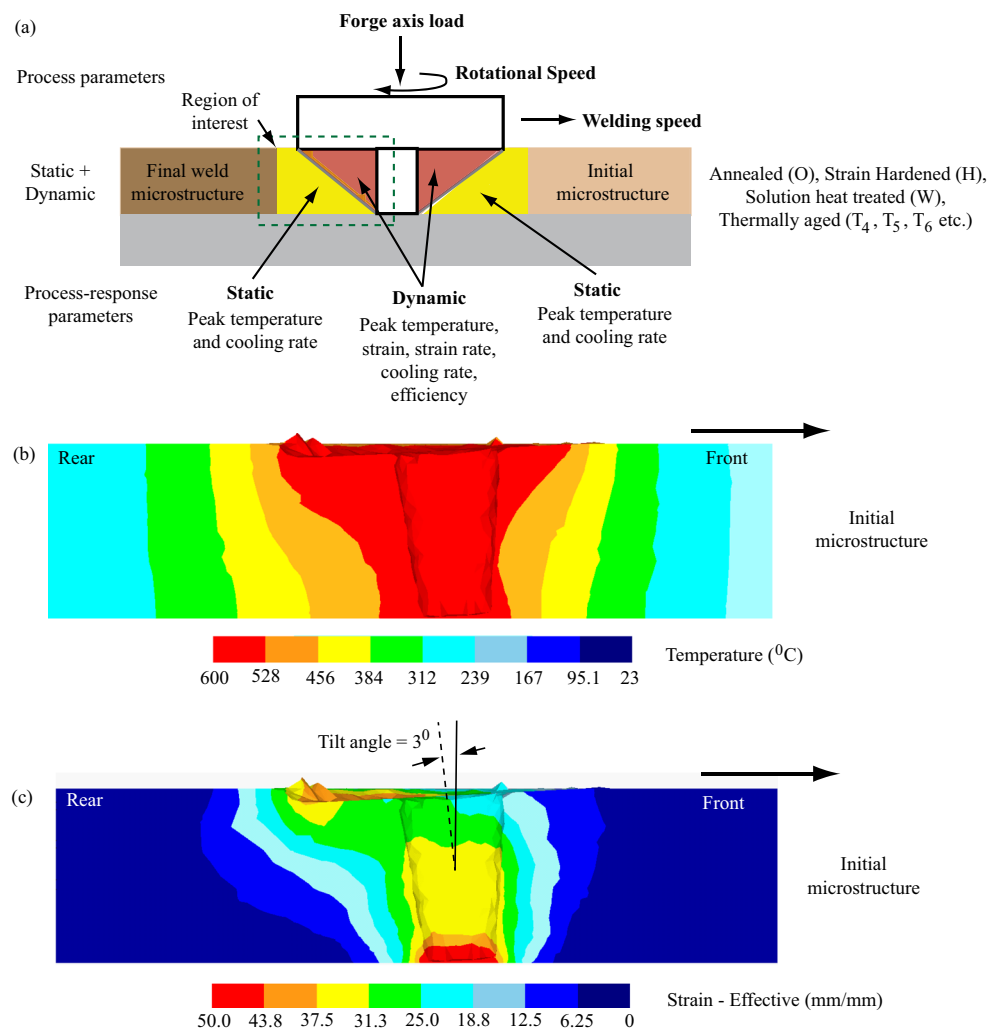 (a)
Forge axis load
Process parameters
Rotational Speed
Region of
interest
Welding speed
Static +
Dynamic
Final weld
microstructure
Initial
microstructure
Annealed (O), Strain Hardened (H),
Solution heat treated (W),
Thermally aged (T4 , T5 , T6 etc.)
Process-response
parameters
Static
Peak temperature
and cooling rate
Dynamic
Peak temperature,
strain, strain rate,
cooling rate,
efficiency
Static
Peak temperature
and cooling rate
(b)
Rear
Front
Initial
microstructure
600 528 456 384 312 239 167 95.1 23
Temperature (⁰C)
Tilt angle = 3⁰
(c)
Rear
Front
Initial
microstructure
50.0 43.8 37.5 31.3 25.0 18.8 12.5 6.25 0
Strain - Effective (mm/mm)